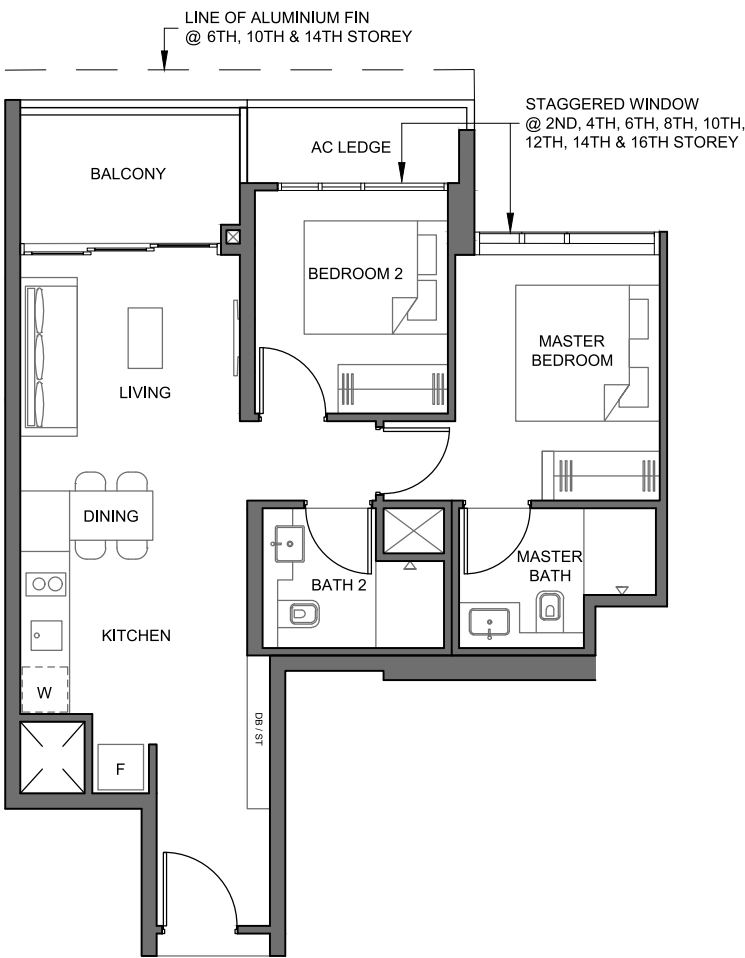 LINE OF ALUMINIUM FIN
@ 6TH, 10TH & 14TH STOREY
STAGGERED WINDOW
@ 2ND, 4TH, 6TH, 8TH, 10TH,
12TH, 14TH & 16TH STOREY
AC LEDGE
BALCONY
BEDROOM 2
MASTER
BEDROOM
LIVING
DINING
MASTER
BATH
BATH 2
KITCHEN
W
DB / ST
F